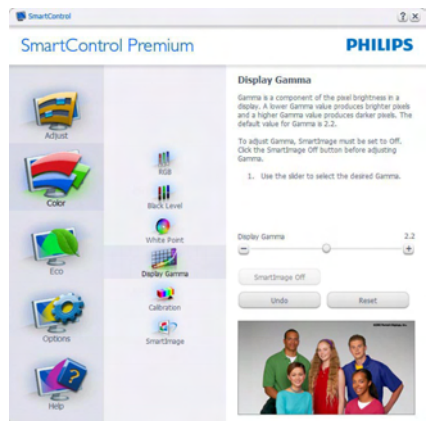 SmartControl
SmartControl Premium
PHILIPS
Adjust
Color
Eco
Options
Help
RGB
Black Level
White Point
Display Gamma
Calibration
SmartImage
Display Gamma
Gamma is a component of the pixel brightness in a
display. A lower Gamma value produces brighter pixels
and a higher Gamma value produces darker pixels. The
default value for Gamma is 2.2.
To adjust Gamma, SmartImage must be set to Off.
Click the SmartImage Off button before adjusting
Gamma.
1. Use the slider to select the desired Gamma.
Display Gamma 2.2
SmartImage Off
Undo Reset